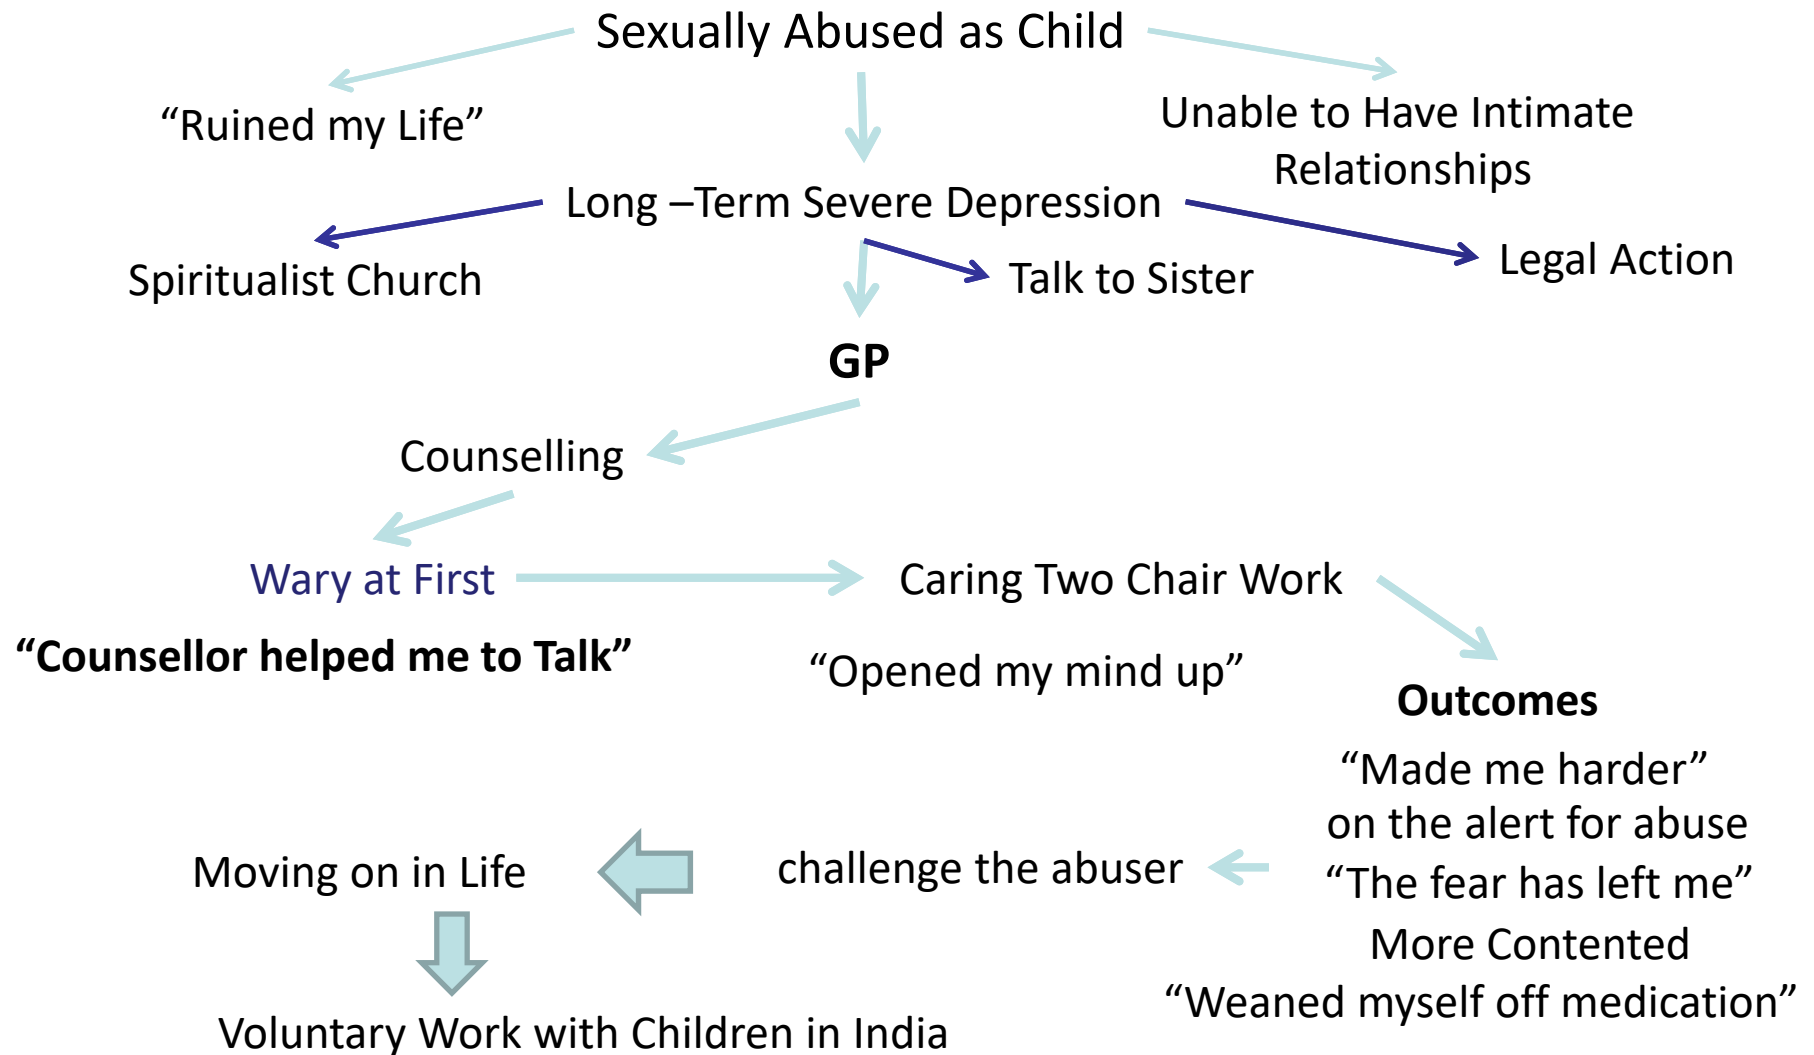 Sexually Abused as Child
“Ruined my Life”
Unable to Have Intimate
Relationships
Long –Term Severe Depression
Spiritualist Church
Talk to Sister
Legal Action
GP
Counselling
Wary at First
Caring Two Chair Work
“Counsellor helped me to Talk”
“Opened my mind up”
Outcomes
“Made me harder”
on the alert for abuse
“The fear has left me”
More Contented
“Weaned myself off medication”
challenge the abuser
Moving on in Life
Voluntary Work with Children in India